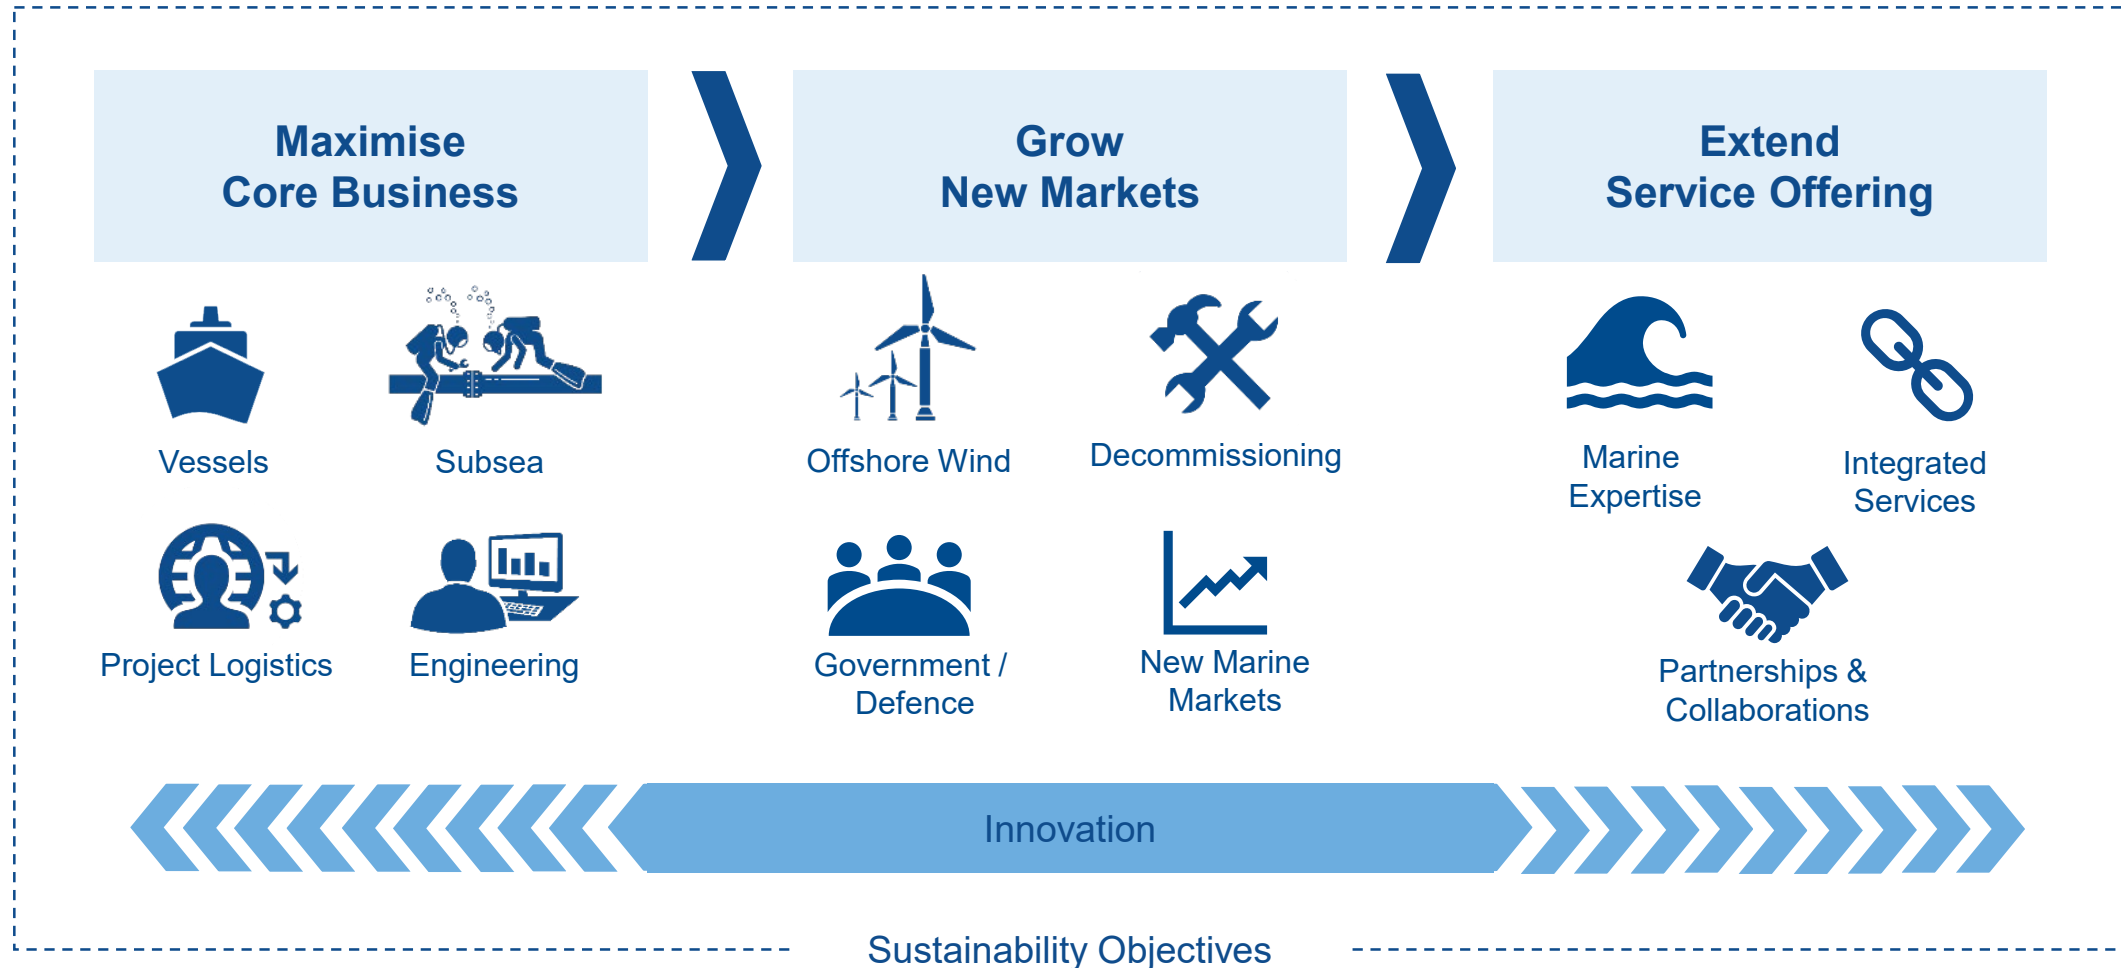 Maximise
Core Business
Grow
New Markets
Extend
Service Offering
Vessels
Subsea
Offshore Wind
Decommissioning
Marine
Expertise
Integrated
Services
Project Logistics
Engineering
Government /
Defence
New Marine
Markets
Partnerships &
Collaborations
Innovation
Sustainability Objectives